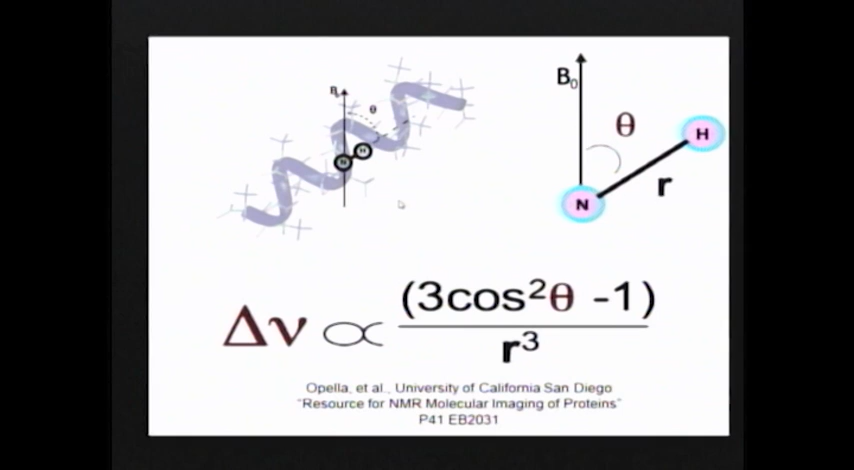 B₀
θ
N
H
B₀
θ
H
r
N
Δν ∝ (3cos²θ -1)
r³
Opella, et al., University of California San Diego
"Resource for NMR Molecular Imaging of Proteins"
P41 EB2031